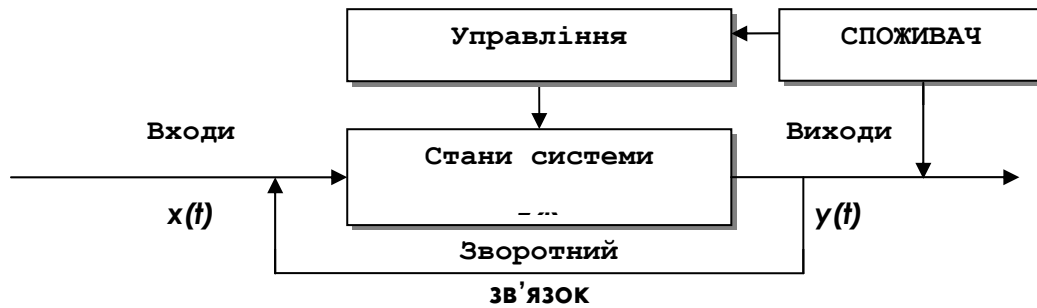 Управління
СПОЖИВАЧ
Входи
Виходи
Стани системи
x(t)
y(t)
Зворотний
зв’язок